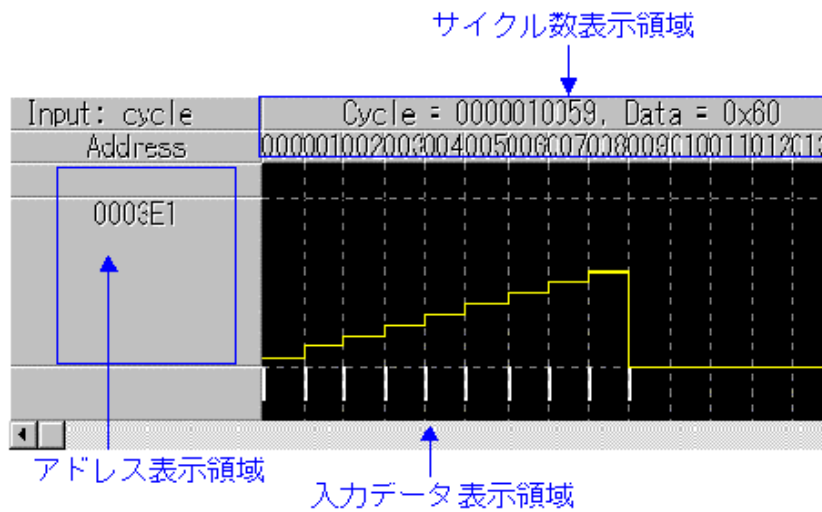 サイクル数表示領域
Input: cycle
Cycle = 0000010059, Data = 0x60
Address
0003E1
アドレス表示領域
入力データ表示領域